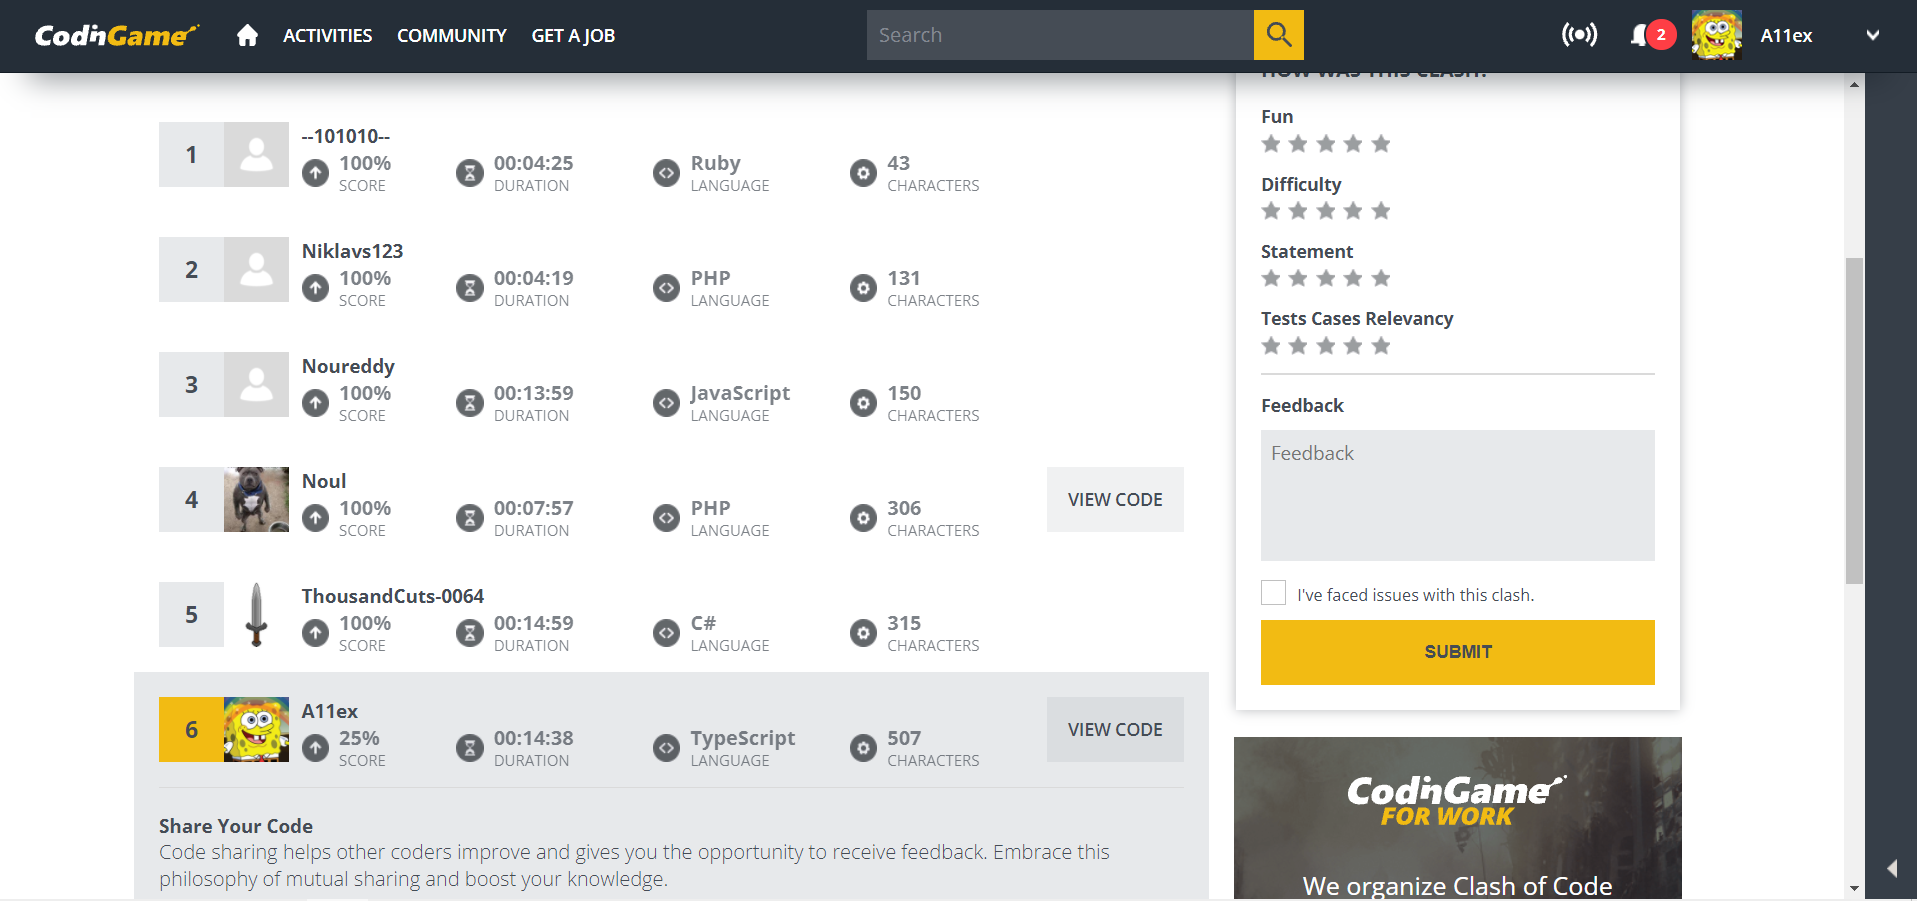 CodinGame
ACTIVITIES COMMUNITY GET A JOB
Search
2
A11ex
1
--101010--
100%
SCORE
00:04:25
DURATION
Ruby
LANGUAGE
43
CHARACTERS
2
Niklavs123
100%
SCORE
00:04:19
DURATION
PHP
LANGUAGE
131
CHARACTERS
3
Noureddy
100%
SCORE
00:13:59
DURATION
JavaScript
LANGUAGE
150
CHARACTERS
4
Noul
100%
SCORE
00:07:57
DURATION
PHP
LANGUAGE
306
CHARACTERS
VIEW CODE
5
ThousandCuts-0064
100%
SCORE
00:14:59
DURATION
C#
LANGUAGE
315
CHARACTERS
6
A11ex
25%
SCORE
00:14:38
DURATION
TypeScript
LANGUAGE
507
CHARACTERS
VIEW CODE
Share Your Code
Code sharing helps other coders improve and gives you the opportunity to receive feedback. Embrace this
philosophy of mutual sharing and boost your knowledge.
HOW WAS THIS CLASH?
Fun
Difficulty
Statement
Tests Cases Relevancy
Feedback
Feedback
I've faced issues with this clash.
SUBMIT
CodinGame
FOR WORK
We organize Clash of Code